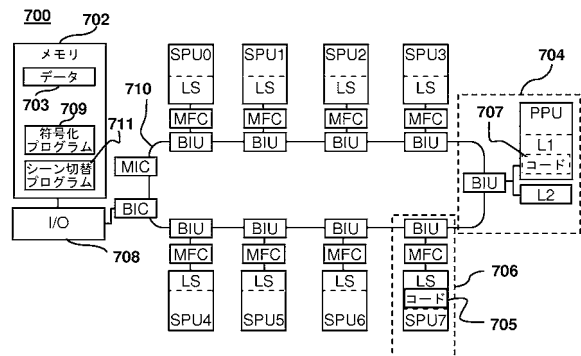 700
702
メモリ
データ
703
709
符号化
プログラム
711
シーン切替
プログラム
I/O
708
710
MIC
BIC
SPU0
LS
MFC
BIU
SPU1
LS
MFC
BIU
SPU2
LS
MFC
BIU
SPU3
LS
MFC
BIU
704
PPU
707
L1
コード
BIU
L2
BIU
MFC
LS
SPU4
BIU
MFC
LS
SPU5
BIU
MFC
LS
SPU6
BIU
MFC
LS
コード
SPU7
706
705